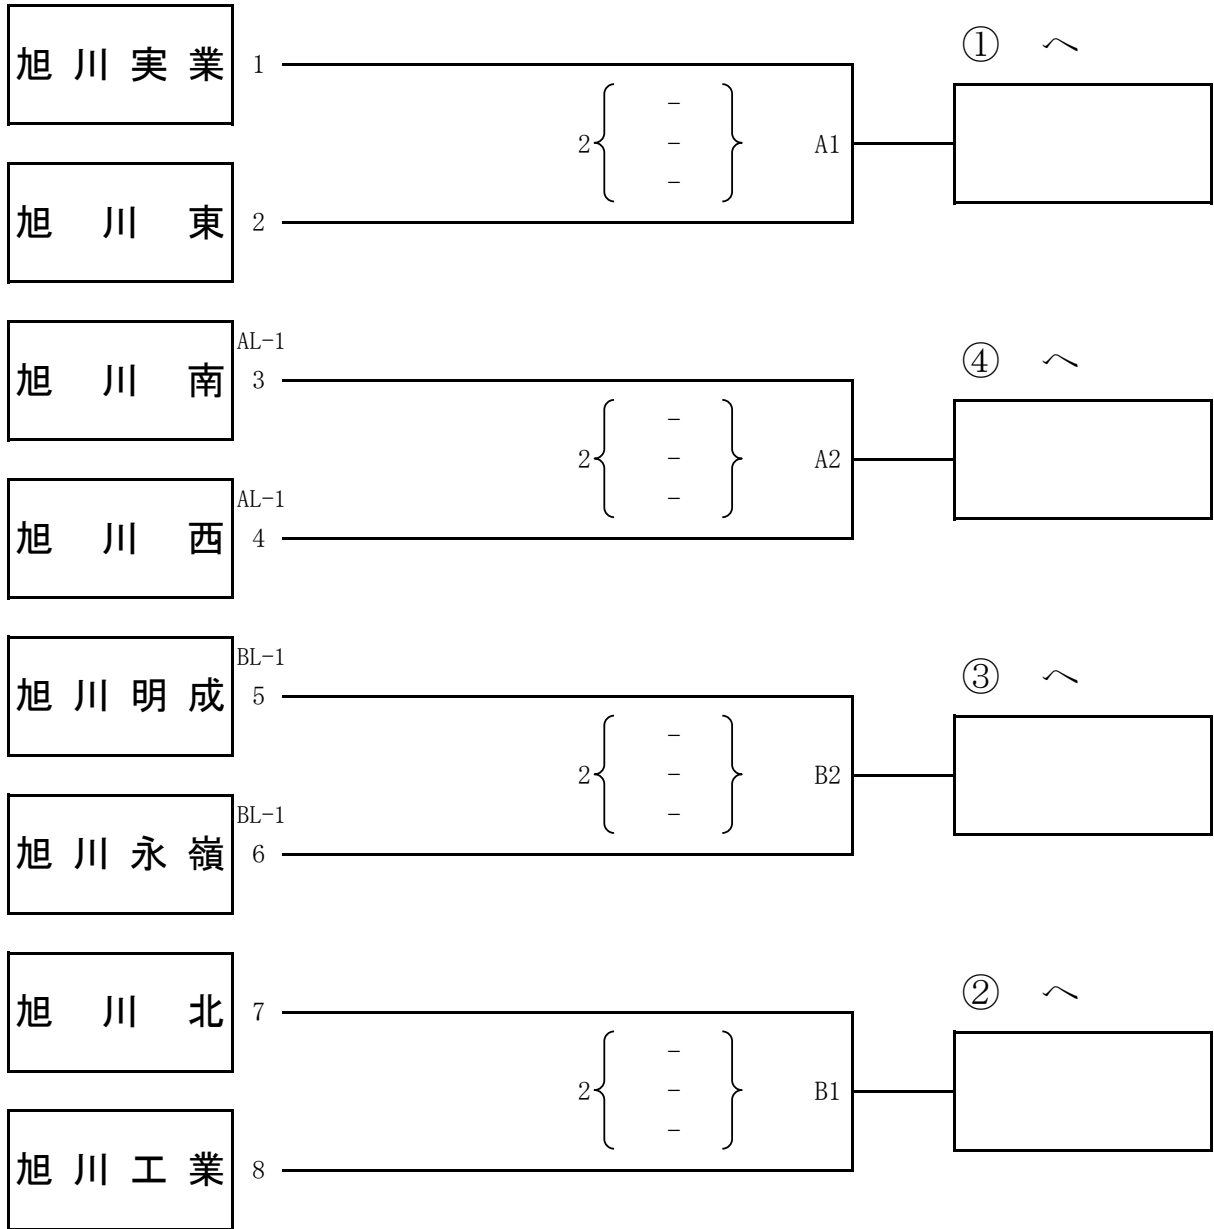 ① へ
旭川実業 1
-
2{ - } A1
-
旭川東 2
AL-1
④ へ
旭川南 3
-
2{ - } A2
-
AL-1
旭川西 4
BL-1
③ へ
旭川明成 5
-
2{ - } B2
-
BL-1
旭川永嶺 6
② へ
旭川北 7
-
2{ - } B1
-
旭川工業 8